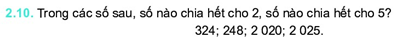 2.10. Trong các số sau, số nào chia hết cho 2, số nào chia hết cho 5?
324; 248; 2 020; 2 025.